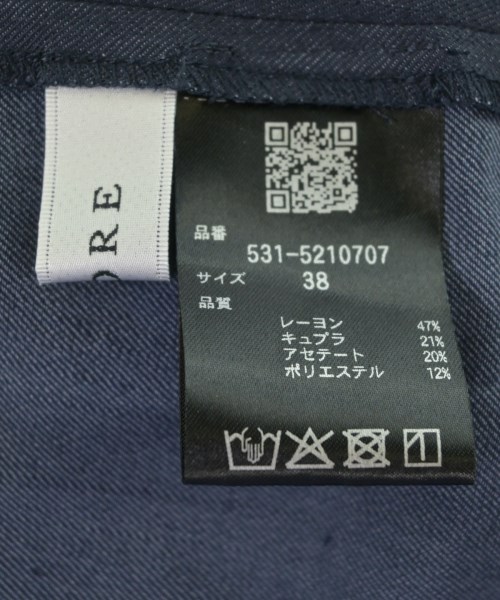 ORE
品番
531-5210707
サイズ 38
品質
レーヨン 47%
キュプラ 21%
アセテート 20%
ポリエステル 12%